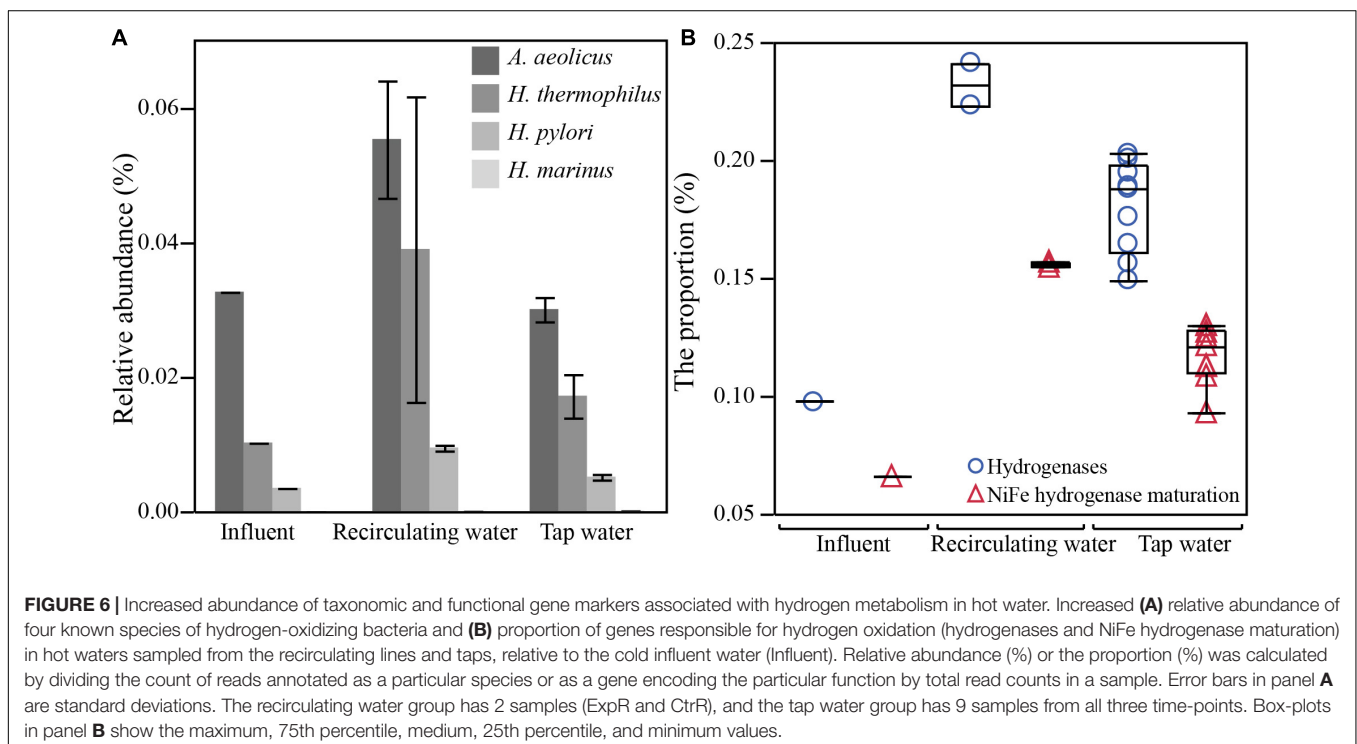 A
B
A. aeolicus
H. thermophilus
H. pylori
H. marinus
Relative abundance (%)
0.06
0.04
0.02
0.00
Influent
Recirculating water
Tap water
The proportion (%)
0.25
0.20
0.15
0.10
0.05
Hydrogenases
NiFe hydrogenase maturation
Influent
Recirculating water
Tap water
FIGURE 6 | Increased abundance of taxonomic and functional gene markers associated with hydrogen metabolism in hot water. Increased (A) relative abundance of
four known species of hydrogen-oxidizing bacteria and (B) proportion of genes responsible for hydrogen oxidation (hydrogenases and NiFe hydrogenase maturation)
in hot waters sampled from the recirculating lines and taps, relative to the cold influent water (Influent). Relative abundance (%) or the proportion (%) was calculated
by dividing the count of reads annotated as a particular species or as a gene encoding the particular function by total read counts in a sample. Error bars in panel A
are standard deviations. The recirculating water group has 2 samples (ExpR and CtrR), and the tap water group has 9 samples from all three time-points. Box-plots
in panel B show the maximum, 75th percentile, medium, 25th percentile, and minimum values.